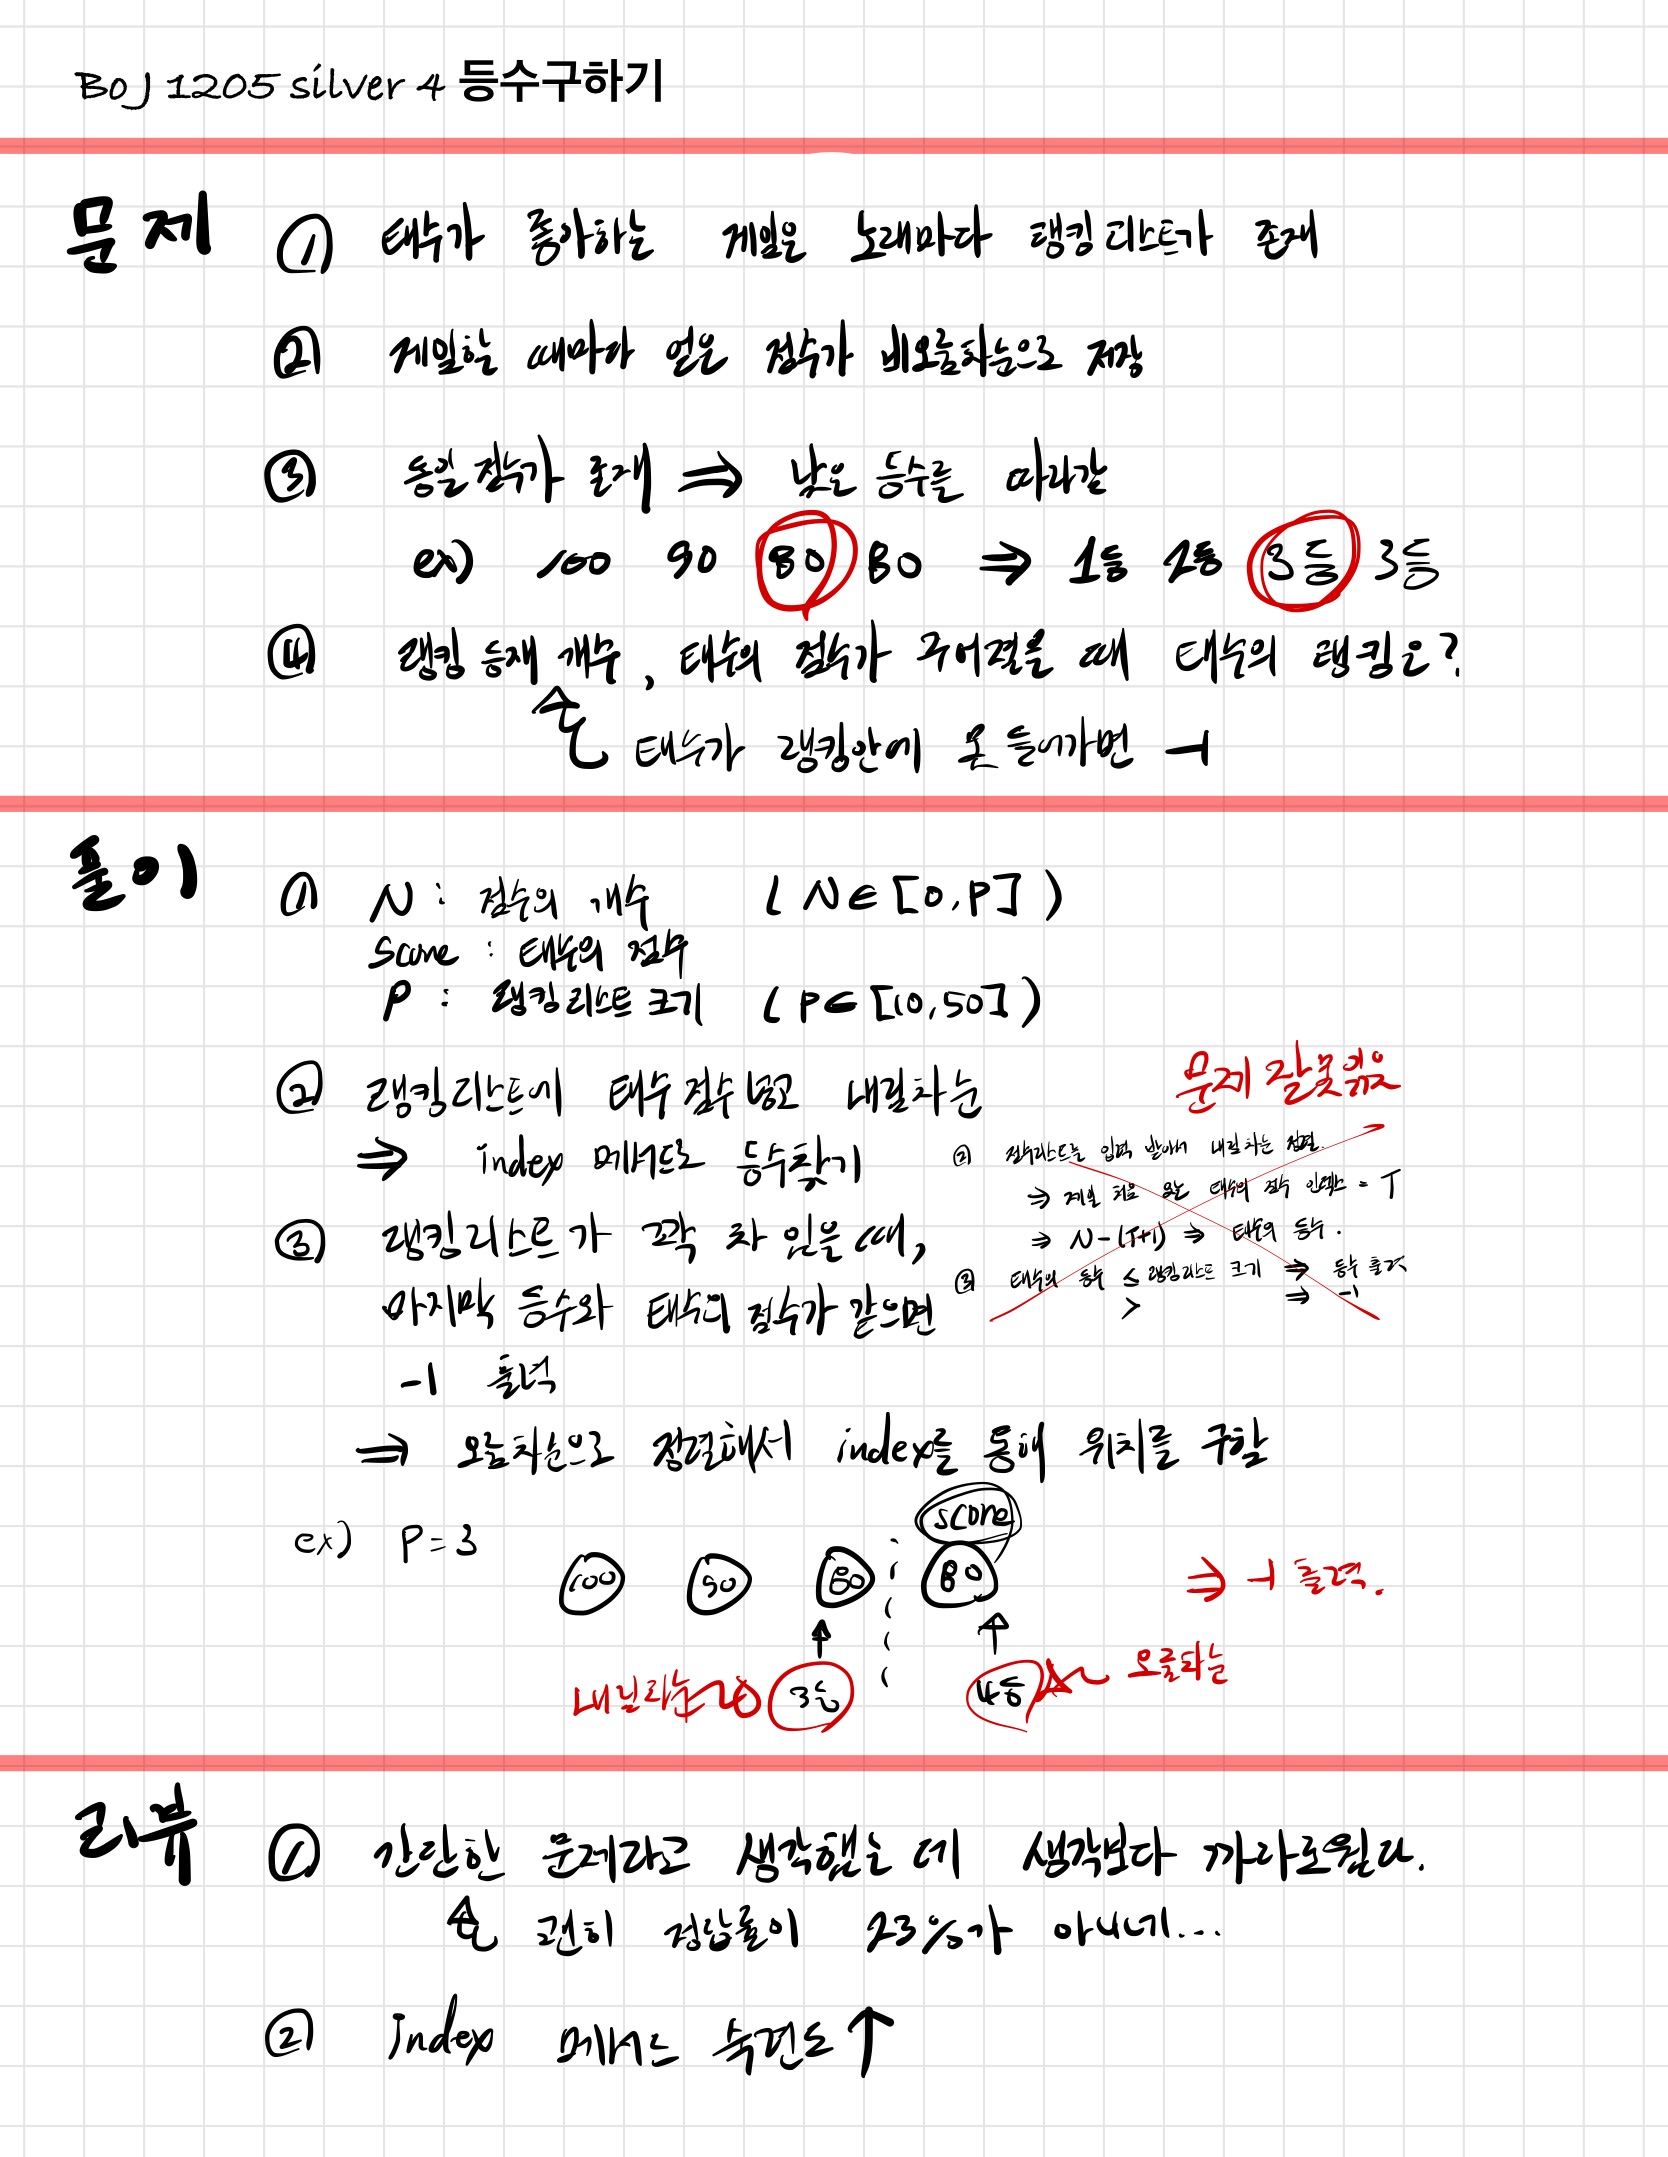 BOJ 1205 silver 4 등수구하기
문제 ① 태수가 좋아하는 게임은 노래마다 랭킹리스트가 존재
② 게임할 때마다 얻은 점수가 비오름차순으로 저장
③ 동일 점수가 존재 ⇒ 낮은 등수를 따라감
ex) 100 90 80 80 ⇒ 1등 2등 3등 3등
④ 랭킹 등재 개수, 태수의 점수가 주어졌을 때 태수의 랭킹은?
태수가 랭킹안에 못 들어가면 -1
풀이 ① N : 점수의 개수 ( N∈[0,P] )
score : 태수의 점수
P : 랭킹리스트 크기 ( P∈[10,50] )
② 랭킹리스트에 태수 점수 넣고 내림차순
⇒ index 메서드로 등수찾기
③ 랭킹리스트가 꽉 차 있을 때,
마지막 등수와 태수의 점수가 같으면
-1 출력
⇒ 오름차순으로 정렬해서 index를 통해 위치를 구함
문제 잘못읽음
② 점수리스트를 입력 받아서 내림차순 정렬.
⇒ 제일 처음 오는 태수의 점수 인덱스 = T
⇒ N-(T+1) ⇒ 태수의 등수.
③ 태수의 등수 ≤ 랭킹리스트 크기 ⇒ 등수 출력
> ⇒ -1
ex) P=3
score
100 90 80 80 ⇒ -1 출력.
내림차순 3등 4등 오름차순
리뷰 ① 간단한 문제라고 생각했는데 생각보다 까다로웠다.
괜히 정답률이 23%가 아니네...
② index 메서드 숙련도 ↑